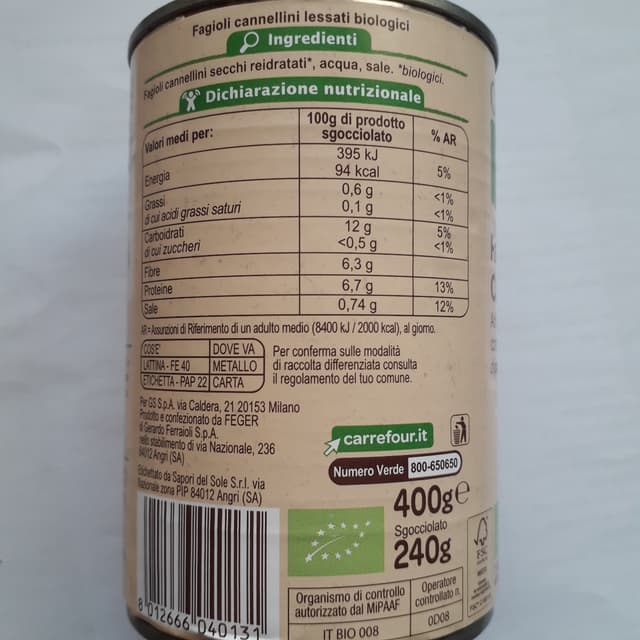 Fagioli cannellini lessati biologici
Ingredienti
Fagioli cannellini secchi reidratati*, acqua, sale. *biologici.
Dichiarazione nutrizionale
Valori medi per: 100g di prodotto sgocciolato % AR
Energia 395 kJ 94 kcal 5%
Grassi 0,6 g <1%
di cui acidi grassi saturi 0,1 g <1%
Carboidrati 12 g 5%
di cui zuccheri <0,5 g <1%
Fibre 6,3 g
Proteine 6,7 g 13%
Sale 0,74 g 12%
AR = Assunzioni di Riferimento di un adulto medio (8400 kJ / 2000 kcal), al giorno.
COS'E' DOVE VA
LATTINA - FE 40 METALLO
ETICHETTA - PAP 22 CARTA
Per conferma sulle modalità
di raccolta differenziata consulta
il regolamento del tuo comune.
Per GS S.p.A. via Caldera, 21 20153 Milano
Prodotto e confezionato da FEGER
di Gerardo Ferraioli S.p.A.
nello stabilimento di via Nazionale, 236
84012 Angri (SA)
Etichettato da Sapori del Sole S.r.l. via
Nazionale zona PIP 84012 Angri (SA)
carrefour.it
Numero Verde 800-650650
400g e
Sgocciolato
240g
8 012666 040131
Organismo di controllo
autorizzato dal MiPAAF
IT BIO 008
Operatore
controllato n.
0D08
FSC